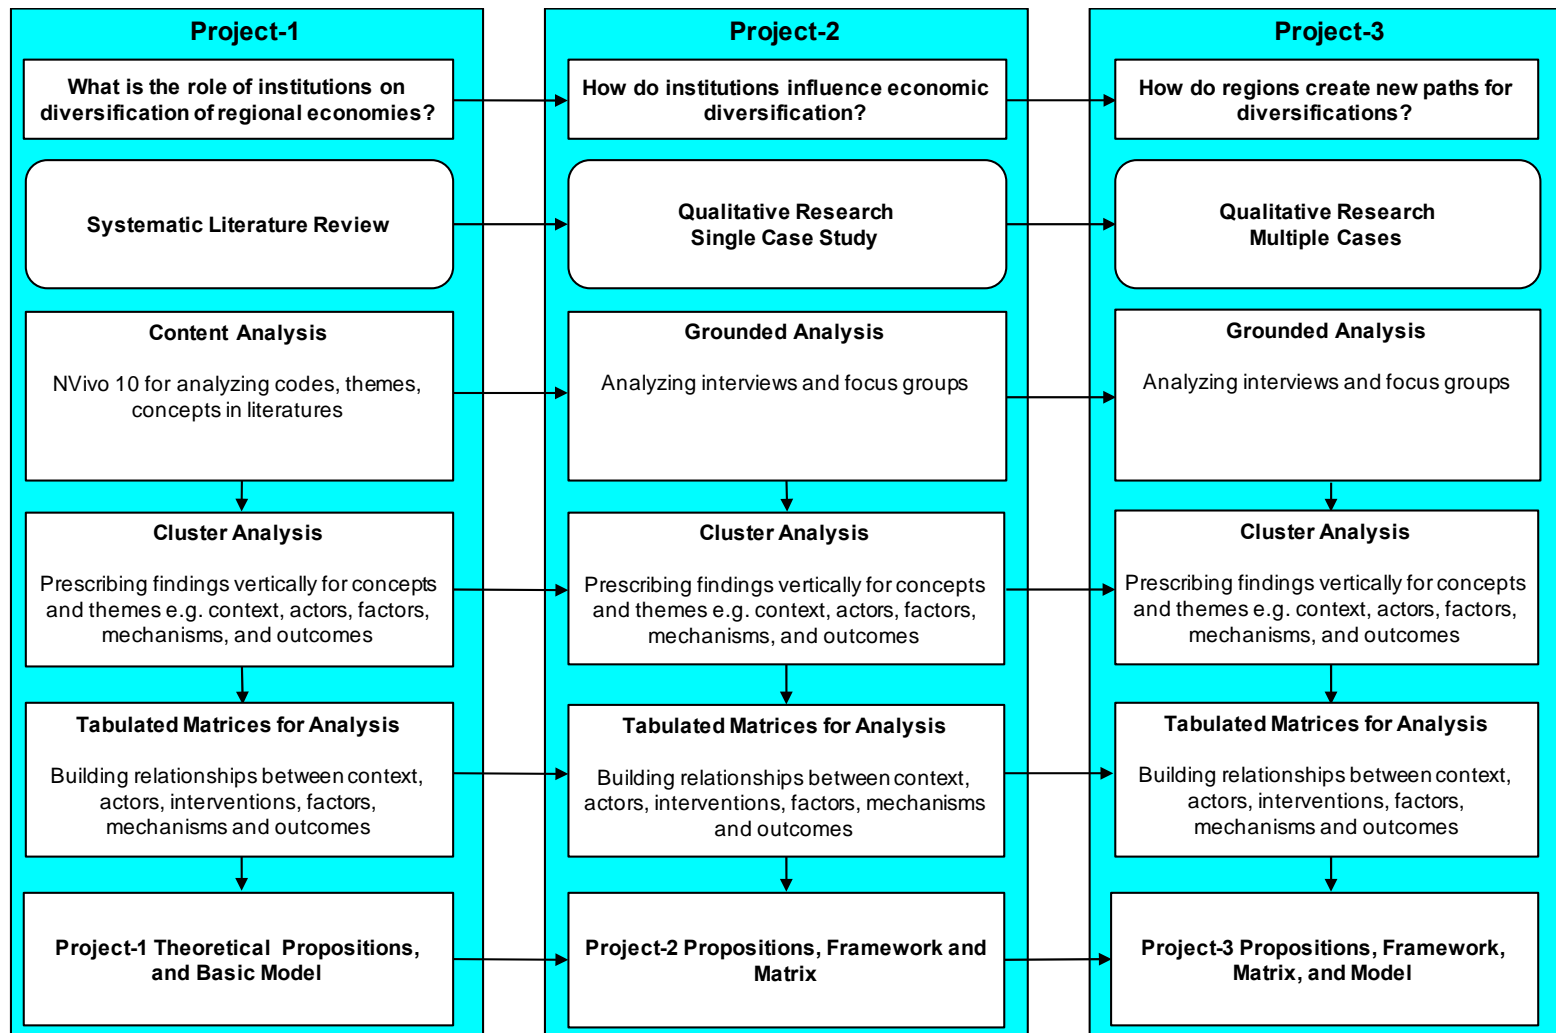 Project-1
What is the role of institutions on
diversification of regional economies?
Systematic Literature Review
Content Analysis
NVivo 10 for analyzing codes, themes,
concepts in literatures
Cluster Analysis
Prescribing findings vertically for concepts
and themes e.g. context, actors, factors,
mechanisms, and outcomes
Tabulated Matrices for Analysis
Building relationships between context,
actors, interventions, factors,
mechanisms and outcomes
Project-1 Theoretical Propositions,
and Basic Model
Project-2
How do institutions influence economic
diversification?
Qualitative Research
Single Case Study
Grounded Analysis
Analyzing interviews and focus groups
Cluster Analysis
Prescribing findings vertically for concepts
and themes e.g. context, actors, factors,
mechanisms, and outcomes
Tabulated Matrices for Analysis
Building relationships between context,
actors, interventions, factors, mechanisms
and outcomes
Project-2 Propositions, Framework and
Matrix
Project-3
How do regions create new paths for
diversifications?
Qualitative Research
Multiple Cases
Grounded Analysis
Analyzing interviews and focus groups
Cluster Analysis
Prescribing findings vertically for concepts
and themes e.g. context, actors, factors,
mechanisms, and outcomes
Tabulated Matrices for Analysis
Building relationships between context,
actors, interventions, factors,
mechanisms and outcomes
Project-3 Propositions, Framework,
Matrix, and Model